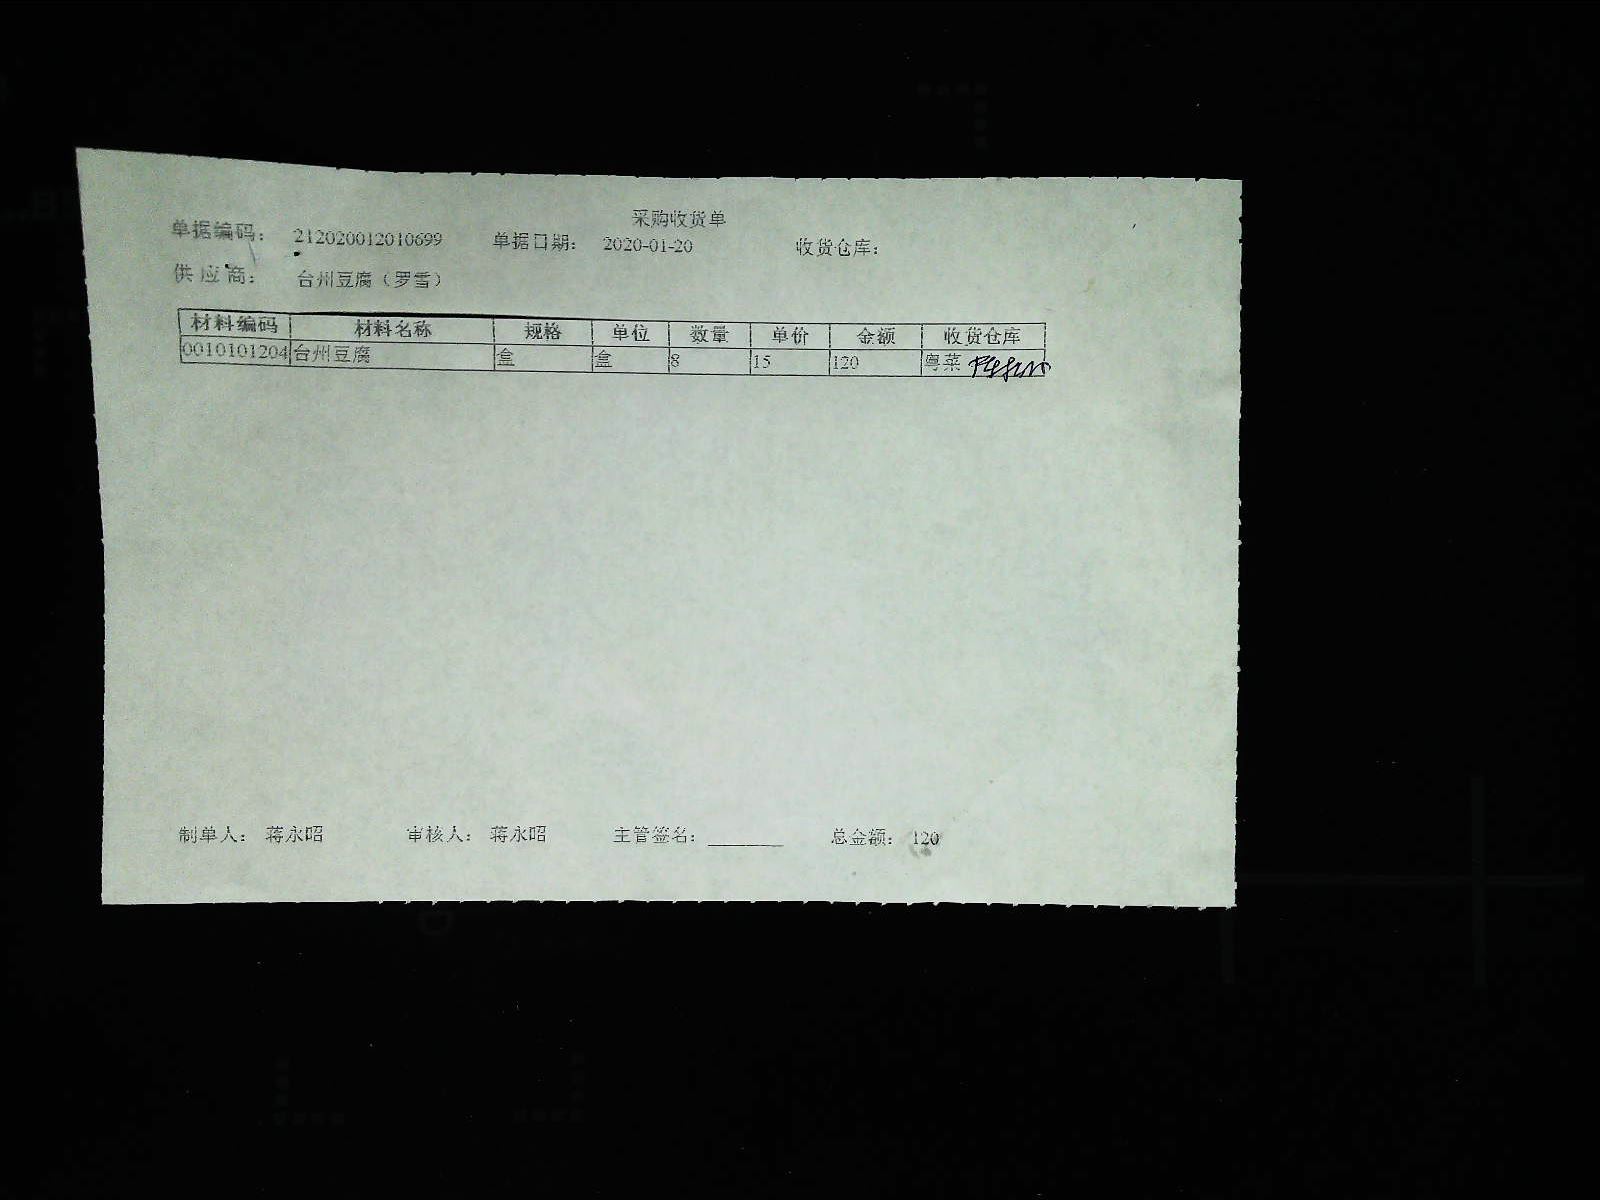 采购收货单
单据编码： 212020012010699 单据日期： 2020-01-20 收货仓库：
供应商： 台州豆腐（罗雪）
材料编码 材料名称 规格 单位 数量 单价 金额 收货仓库
0010101204 台州豆腐 盒 盒 8 15 120 粤菜
制单人： 蒋永昭 审核人： 蒋永昭 主管签名： 总金额： 120